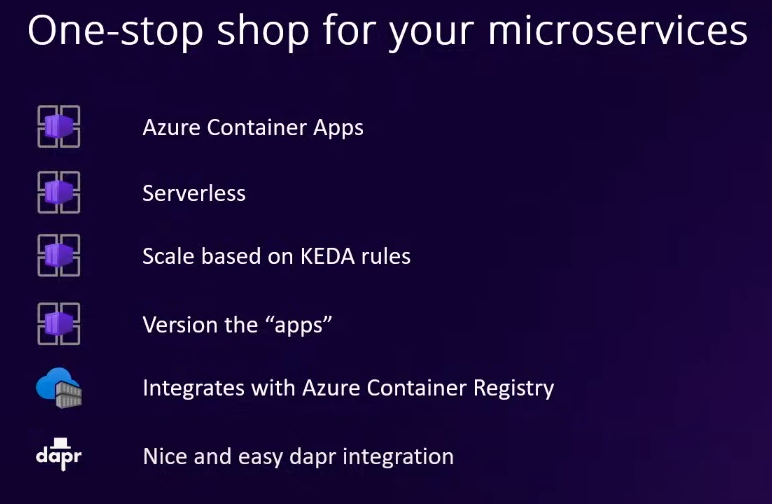 One-stop shop for your microservices
Azure Container Apps
Serverless
Scale based on KEDA rules
Version the “apps”
Integrates with Azure Container Registry
dapr
Nice and easy dapr integration